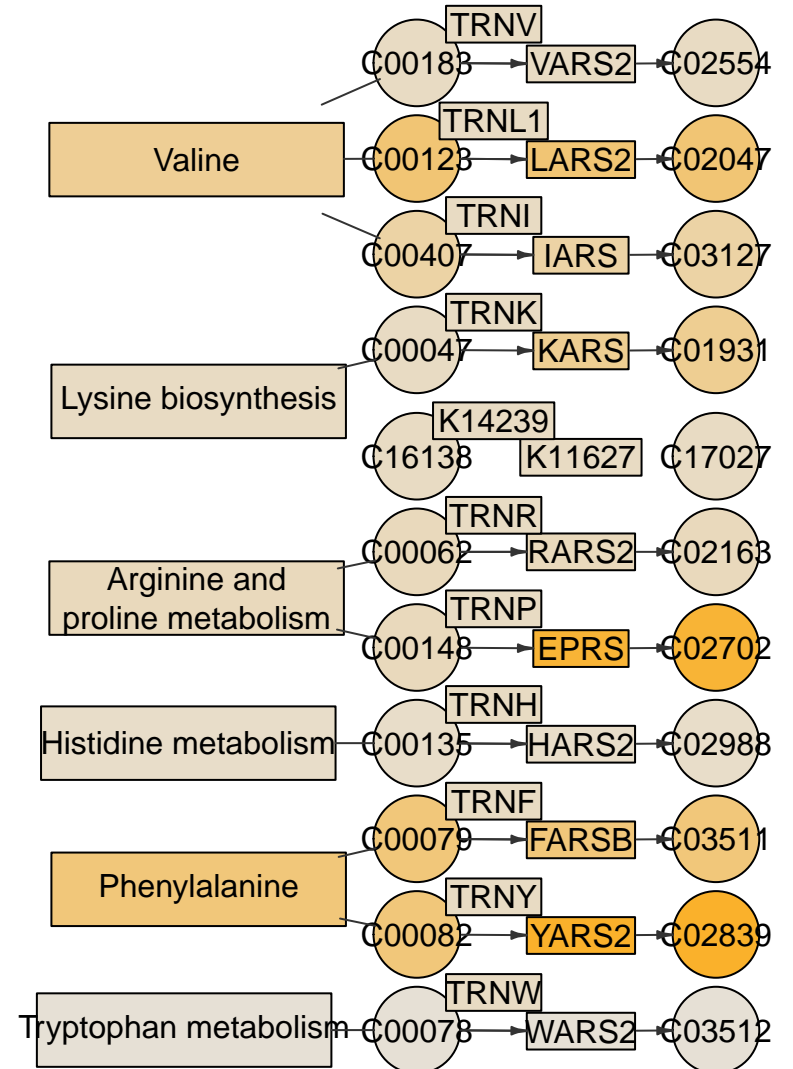 TRNV
C00183
VARS2
C02554
TRNL1
Valine
C00123
LARS2
C02047
TRNI
C00407
IARS
C03127
TRNK
C00047
KARS
C01931
Lysine biosynthesis
K14239
C16138
K11627
C17027
TRNR
C00062
RARS2
C02163
Arginine and
proline metabolism
TRNP
C00148
EPRS
C02702
TRNH
Histidine metabolism
C00135
HARS2
C02988
TRNF
C00079
FARSB
C03511
Phenylalanine
TRNY
C00082
YARS2
C02839
TRNW
Tryptophan metabolism
C00078
WARS2
C03512